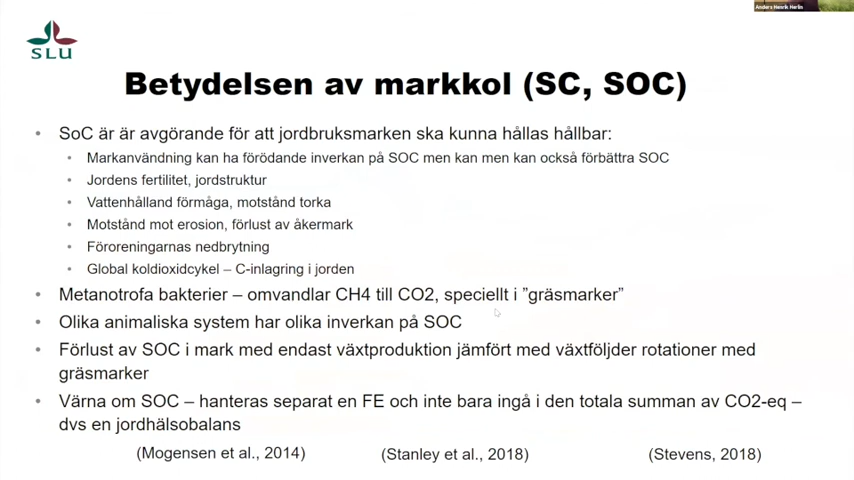 Anders Henrik Herlin
SLU
Betydelsen av markkol (SC, SOC)
• SoC är är avgörande för att jordbruksmarken ska kunna hållas hållbar:
• Markanvändning kan ha förödande inverkan på SOC men kan men kan också förbättra SOC
• Jordens fertilitet, jordstruktur
• Vattenhålland förmåga, motstånd torka
• Motstånd mot erosion, förlust av åkermark
• Föroreningarnas nedbrytning
• Global koldioxidcykel – C-inlagring i jorden
• Metanotrofa bakterier – omvandlar CH4 till CO2, speciellt i ”gräsmarker”
• Olika animaliska system har olika inverkan på SOC
• Förlust av SOC i mark med endast växtproduktion jämfört med växtföljder rotationer med
gräsmarker
• Värna om SOC – hanteras separat en FE och inte bara ingå i den totala summan av CO2-eq –
dvs en jordhälsobalans
(Mogensen et al., 2014) (Stanley et al., 2018) (Stevens, 2018)